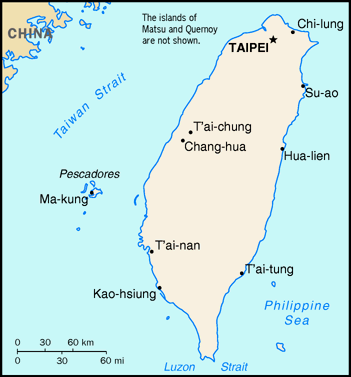 The islands of
Matsu and Quemoy
are not shown.
CHINA
Chi-lung
TAIPEI
Su-ao
Taiwan Strait
T'ai-chung
Chang-hua
Hua-lien
Pescadores
Ma-kung
T'ai-nan
T'ai-tung
Kao-hsiung
Philippine
Sea
0 30 60 km
0 30 60 mi
Luzon Strait